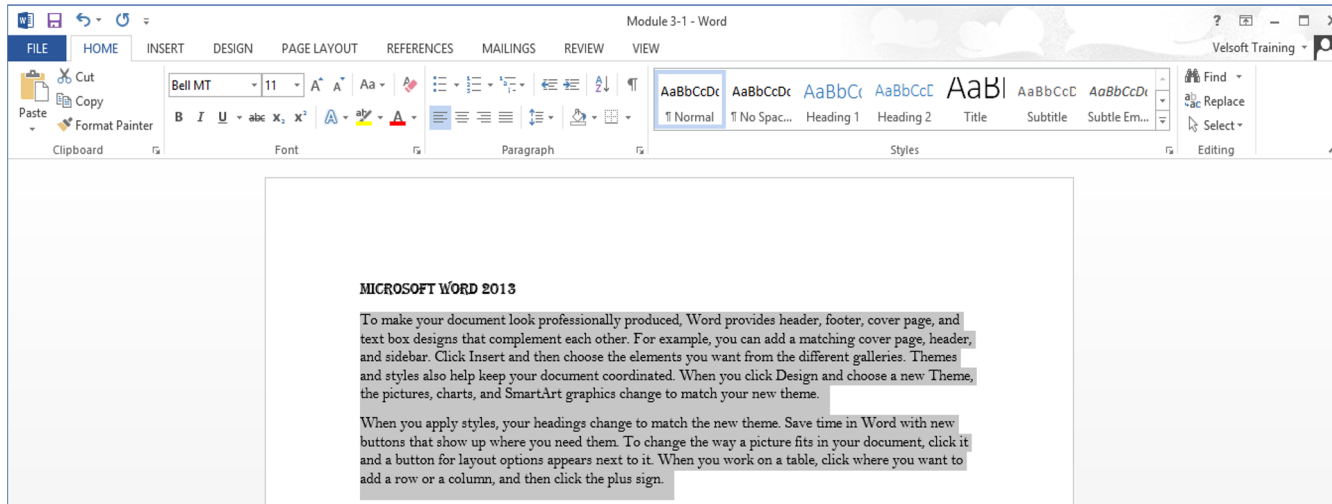 Module 3-1 - Word
?
FILE HOME INSERT DESIGN PAGE LAYOUT REFERENCES MAILINGS REVIEW VIEW Velsoft Training
Paste
Cut
Copy
Format Painter
Clipboard
Bell MT 11 A A Aa
B I U abc X₂ X² A ab A
Font
A Z ¶
Paragraph
AaBbCcDc AaBbCcDc AaBbC AaBbCcD AaB AaBbCcD AaBbCcDc
¶ Normal ¶ No Spac... Heading 1 Heading 2 Title Subtitle Subtle Em...
Styles
Find
Replace
Select
Editing
MICROSOFT WORD 2013
To make your document look professionally produced, Word provides header, footer, cover page, and
text box designs that complement each other. For example, you can add a matching cover page, header,
and sidebar. Click Insert and then choose the elements you want from the different galleries. Themes
and styles also help keep your document coordinated. When you click Design and choose a new Theme,
the pictures, charts, and SmartArt graphics change to match your new theme.
When you apply styles, your headings change to match the new theme. Save time in Word with new
buttons that show up where you need them. To change the way a picture fits in your document, click it
and a button for layout options appears next to it. When you work on a table, click where you want to
add a row or a column, and then click the plus sign.